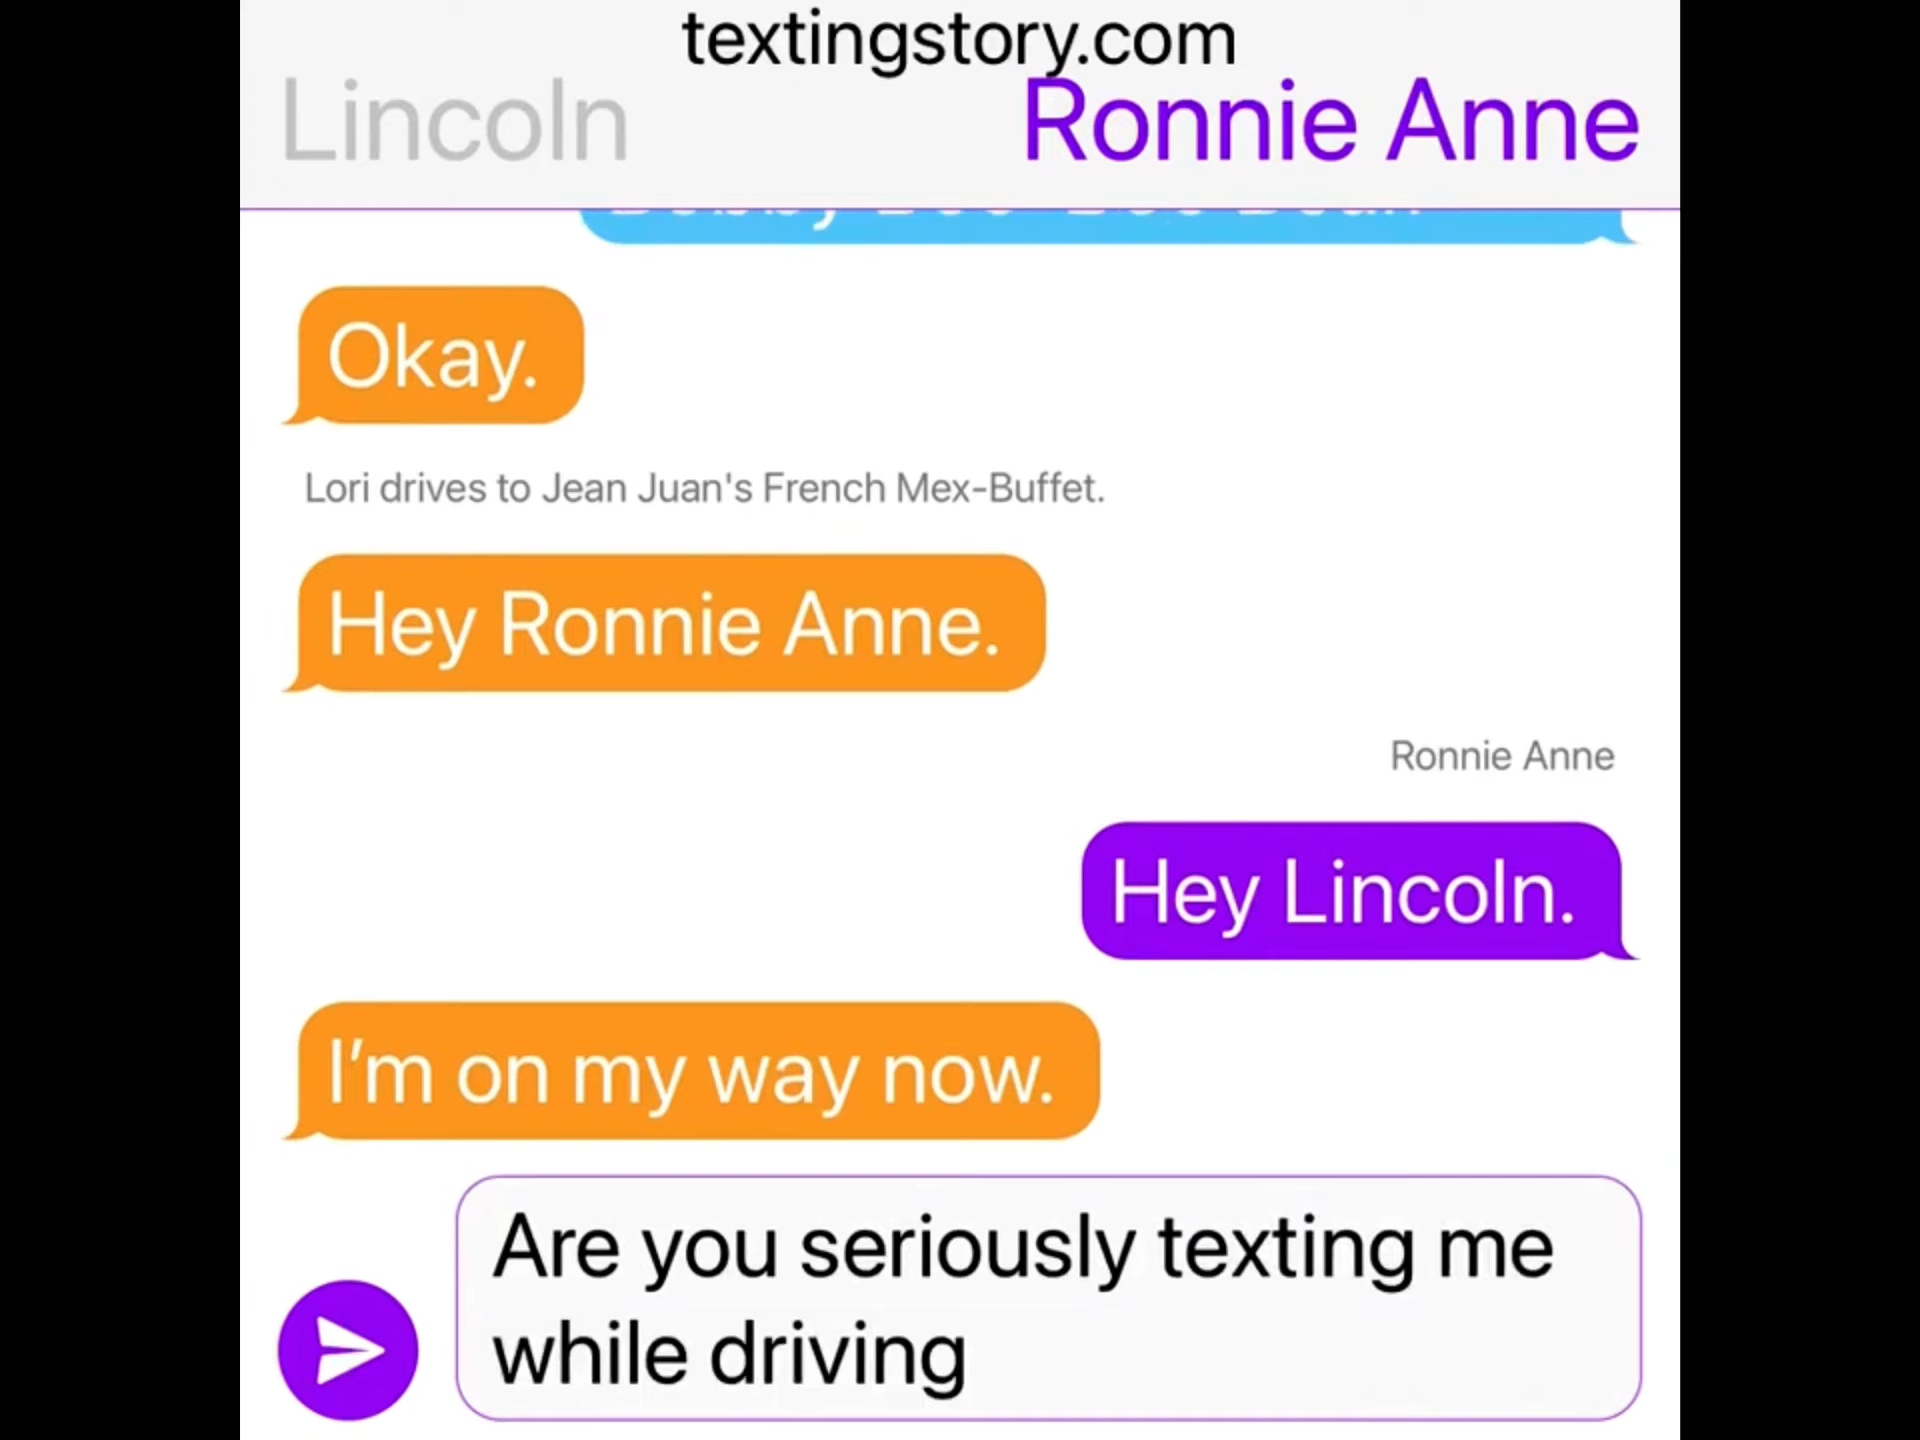 textingstory.com
Lincoln
Ronnie Anne
Okay.
Lori drives to Jean Juan's French Mex-Buffet.
Hey Ronnie Anne.
Ronnie Anne
Hey Lincoln.
I'm on my way now.
Are you seriously texting me
while driving